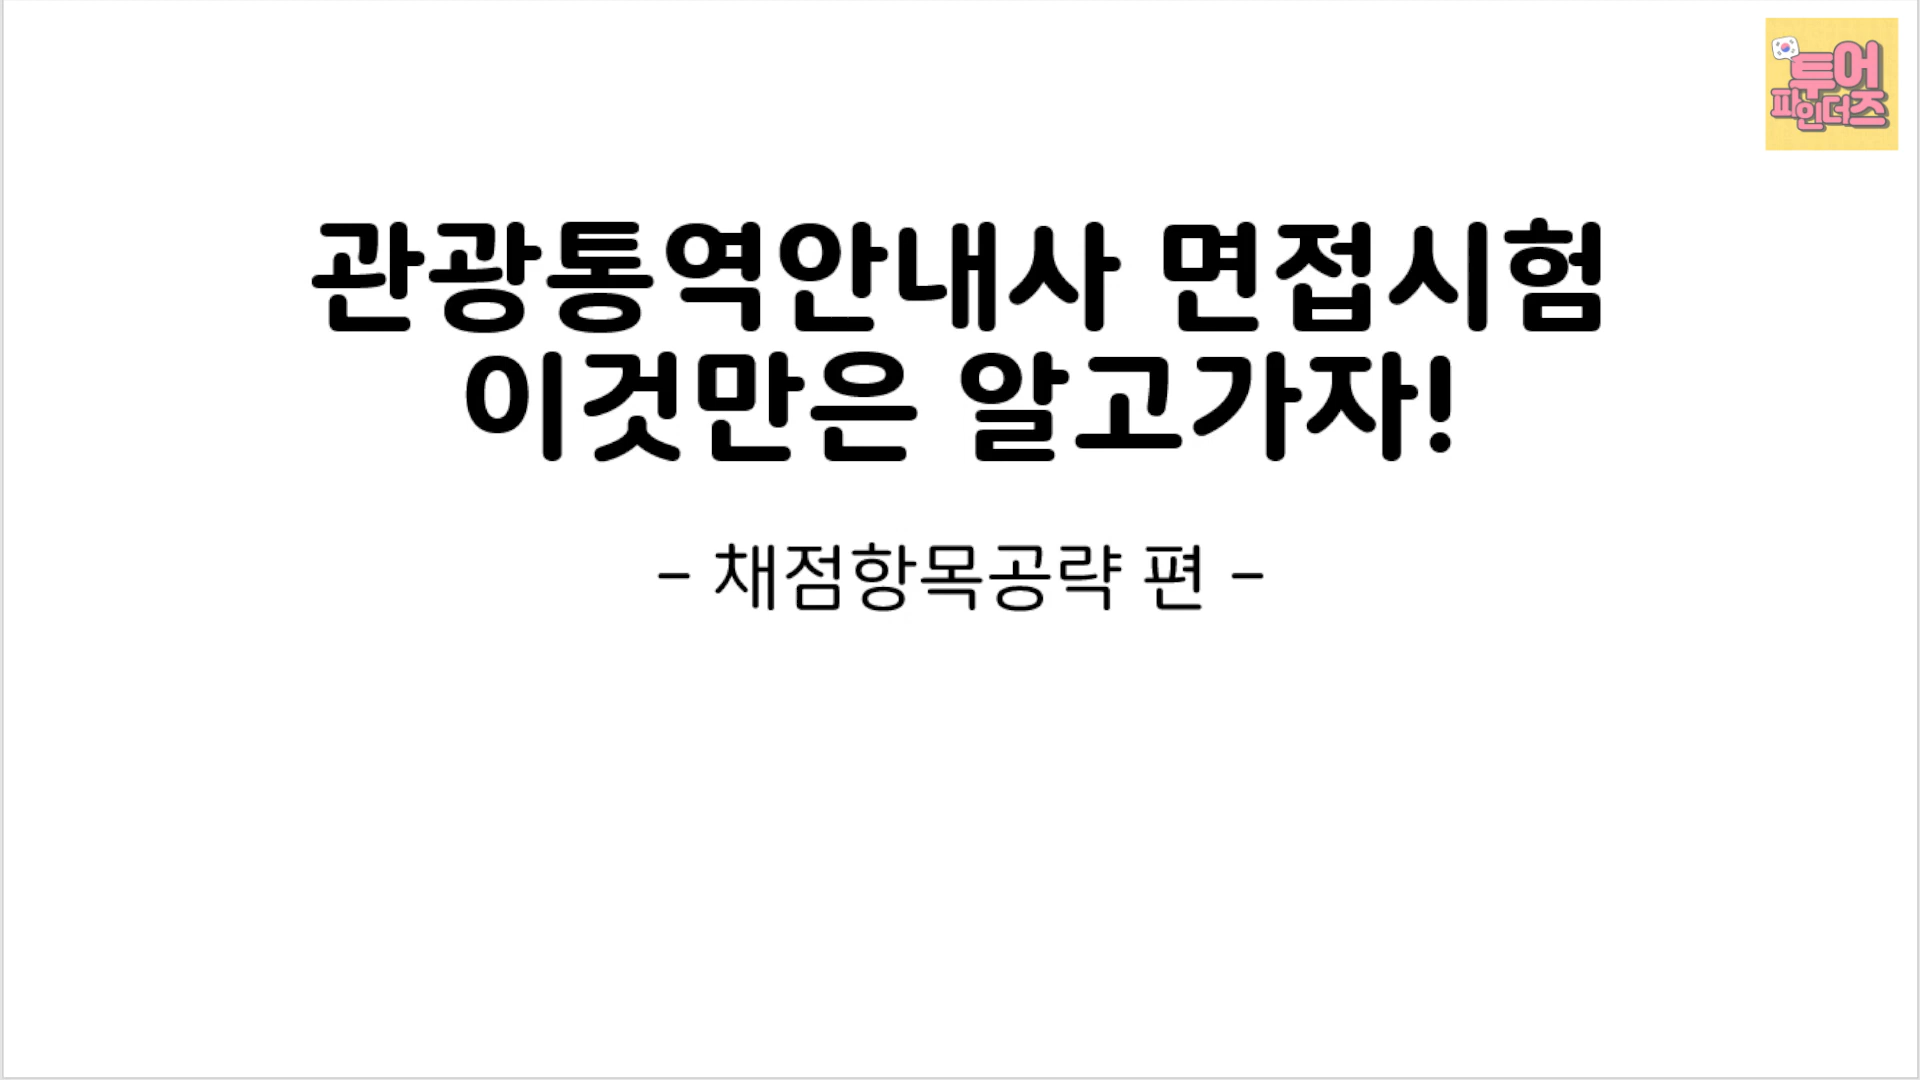 투어
파인더즈
관광통역안내사 면접시험
이것만은 알고가자!
- 채점항목공략 편 -